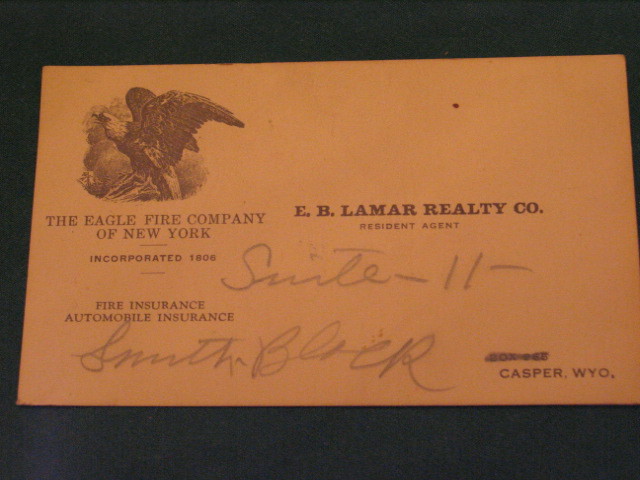 THE EAGLE FIRE COMPANY
OF NEW YORK
INCORPORATED 1806
FIRE INSURANCE
AUTOMOBILE INSURANCE
E. B. LAMAR REALTY CO.
RESIDENT AGENT
Suite - 11 -
Smith Block
CASPER, WYO.